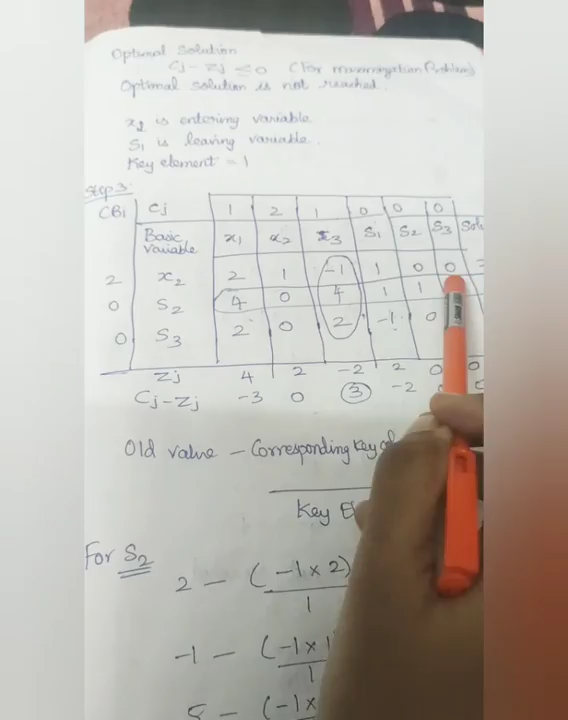 Optimal Solution
Cj - Zj ≤ 0 (For maximization Problem)
Optimal solution is not reached.
x2 is entering variable
S1 is leaving variable.
Key element = 1
Step 3
CBi Cj 1 2 1 0 0 0
Basic Variable x1 x2 x3 S1 S2 S3
2 x2 2 1 -1 1 0 0
0 S2 4 0 4 1 1
0 S3 2 0 2 -1 0
Zj 4 2 -2 2 0 0
Cj-Zj -3 0 3 -2
Old value - Corresponding Key
Key
For S2
2 - (-1 x 2)
1
-1 - (-1 x 1
1
(-1 x